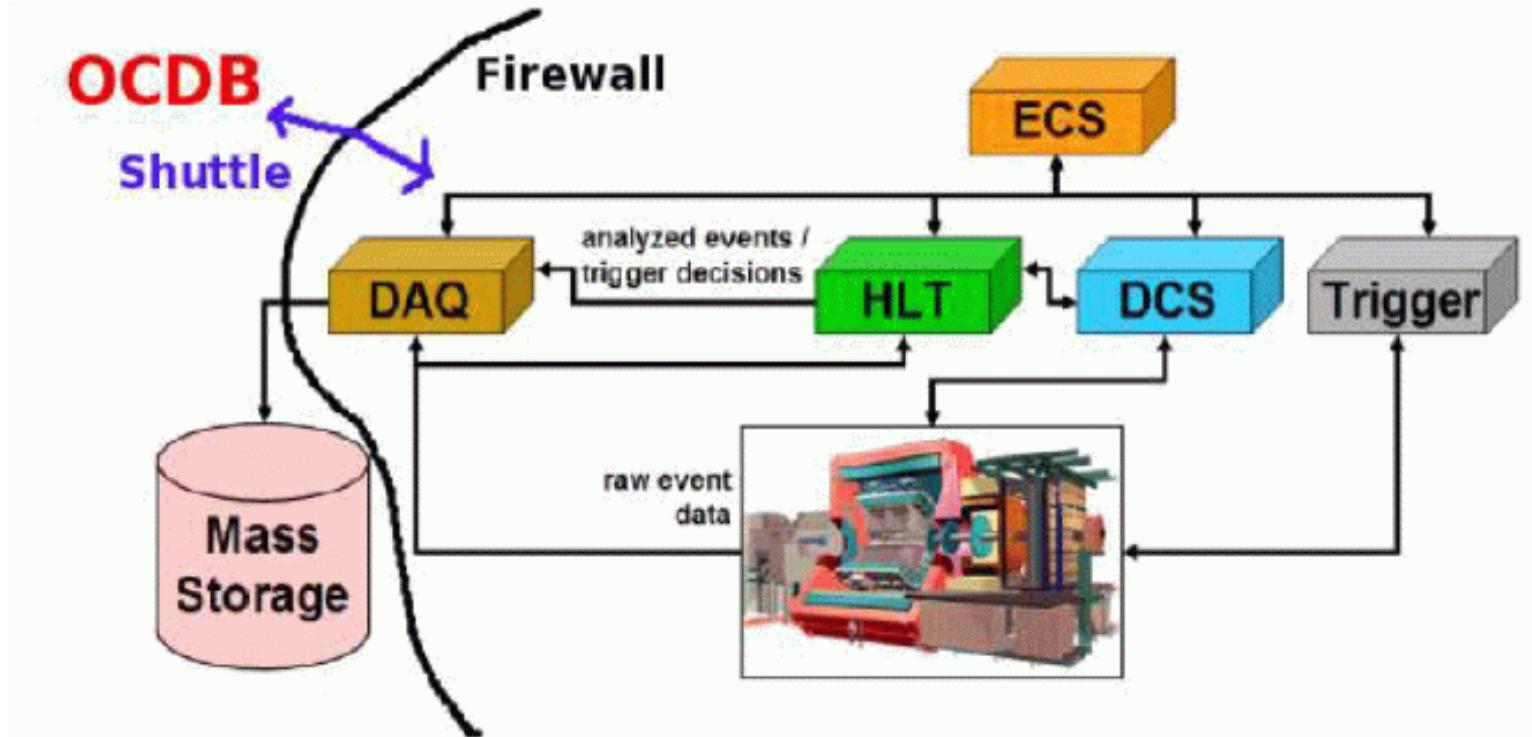 OCDB
Firewall
Shuttle
ECS
analyzed events /
trigger decisions
DAQ
HLT
DCS
Trigger
raw event
data
Mass
Storage